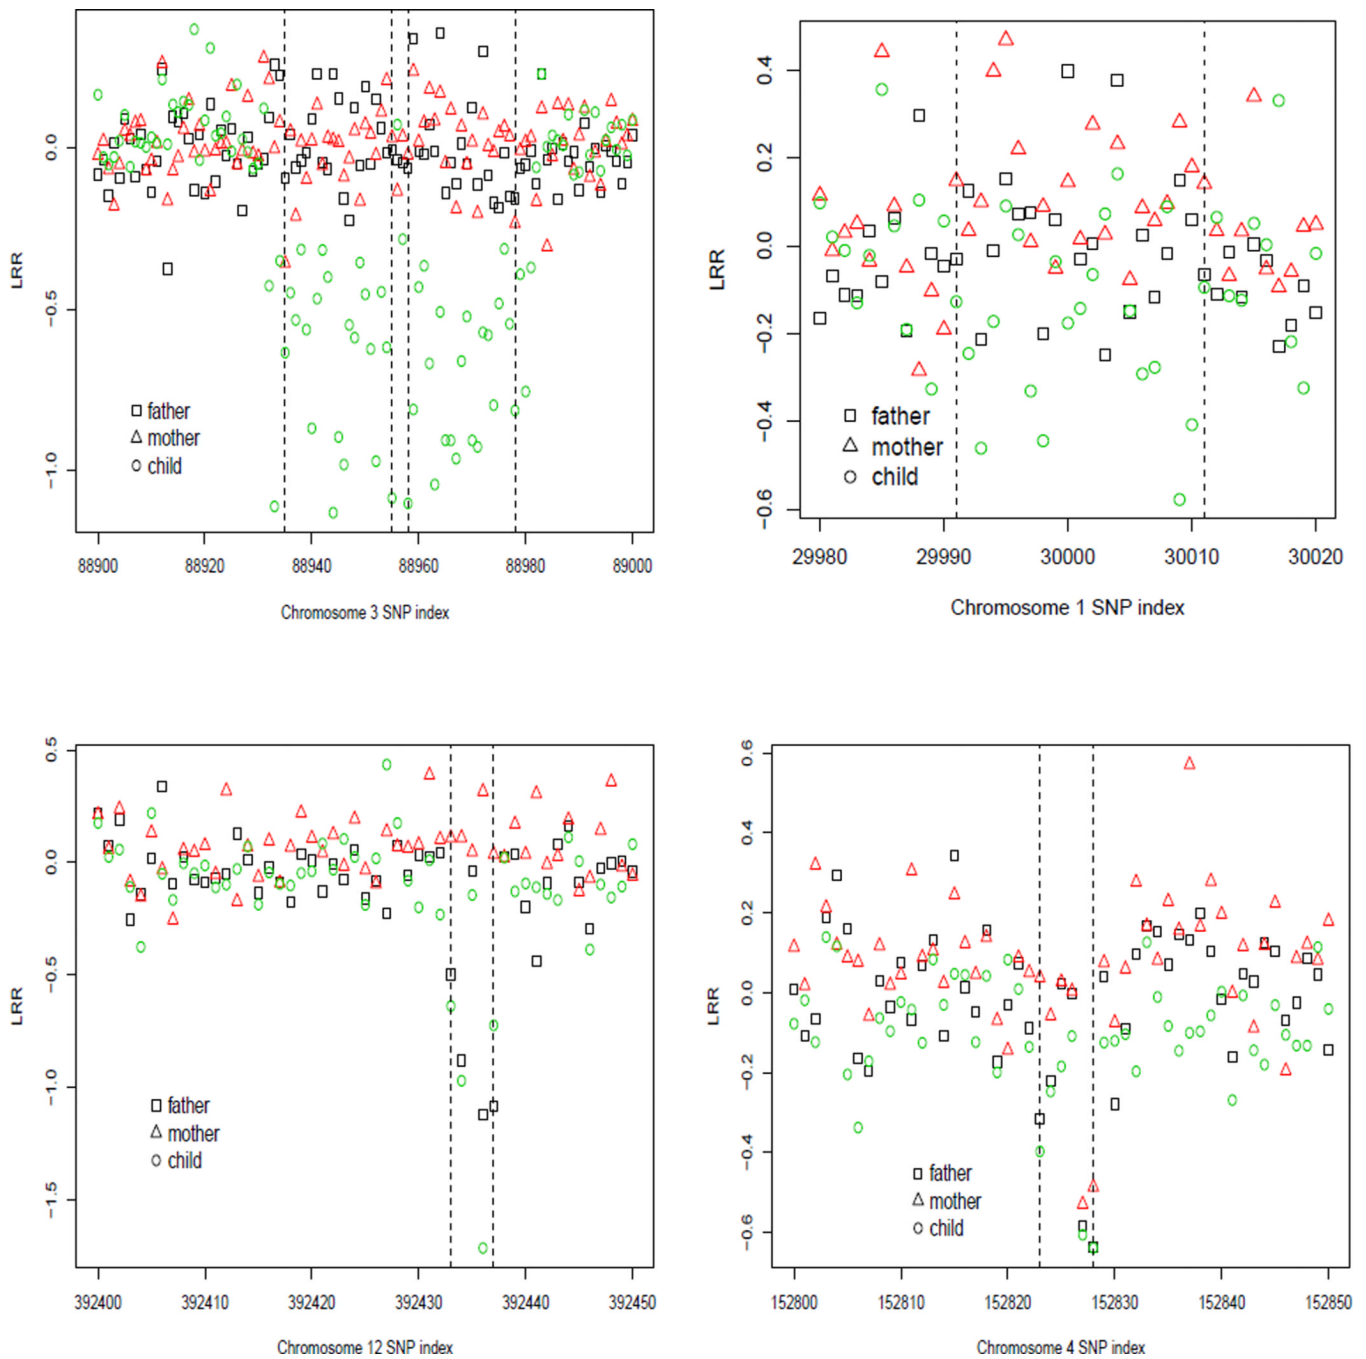 LRR
0.0
−0.5
−1.0
father
mother
child
88900
88920
88940
88960
88980
89000
Chromosome 3 SNP index
LRR
0.4
0.2
0.0
−0.2
−0.4
−0.6
father
mother
child
29980
29990
30000
30010
30020
Chromosome 1 SNP index
LRR
0.5
0.0
−0.5
−1.0
−1.5
father
mother
child
392400
392410
392420
392430
392440
392450
Chromosome 12 SNP index
LRR
0.6
0.4
0.2
0.0
−0.2
−0.4
−0.6
father
mother
child
152800
152810
152820
152830
152840
152850
Chromosome 4 SNP index